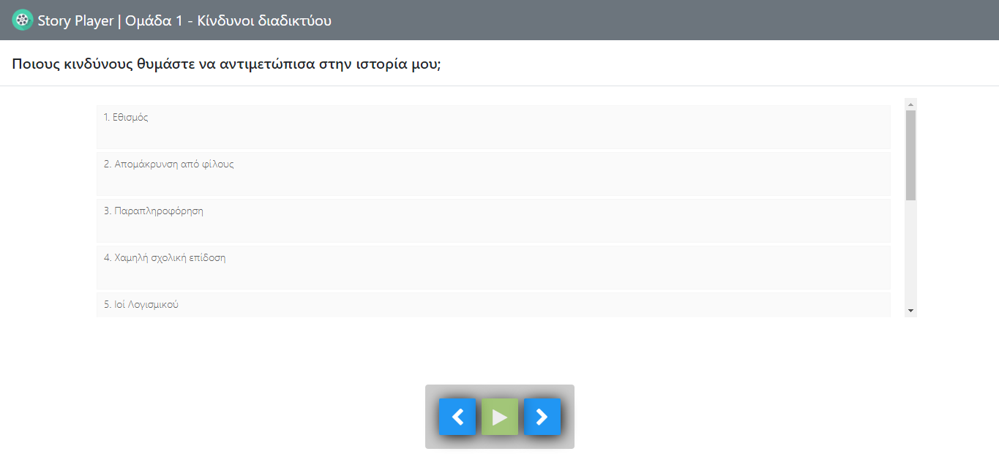 Story Player | Ομάδα 1 - Κίνδυνοι διαδικτύου
Ποιους κινδύνους θυμάστε να αντιμετώπισα στην ιστορία μου;
1. Εθισμός
2. Απομάκρυνση από φίλους
3. Παραπληροφόρηση
4. Χαμηλή σχολική επίδοση
5. Ιοί Λογισμικού